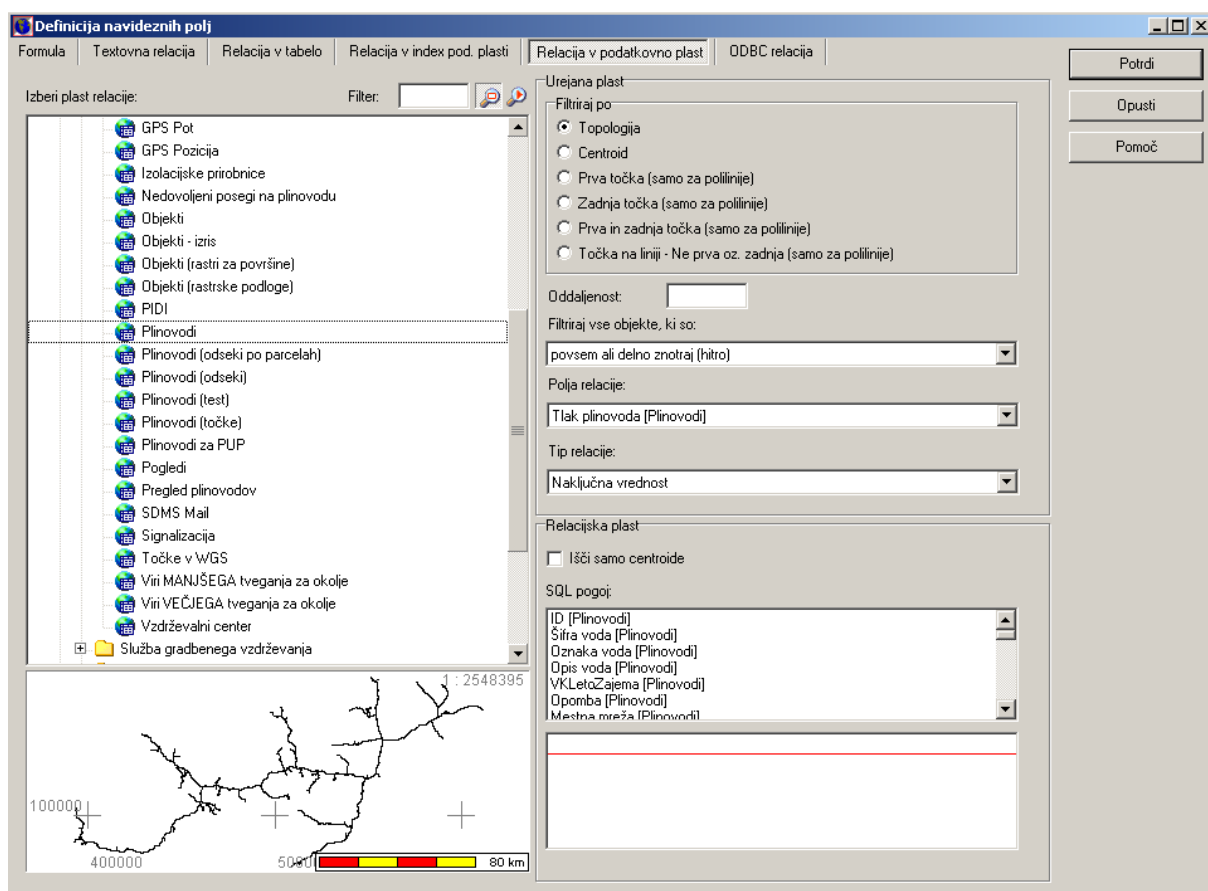 Definicija navideznih polj
Formula
Textovna relacija
Relacija v tabelo
Relacija v index pod. plasti
Relacija v podatkovno plast
ODBC relacija
Potrdi
Opusti
Pomoč
Izberi plast relacije:
Filter:
GPS Pot
GPS Pozicija
Izolacijske prirobnice
Nedovoljeni posegi na plinovodu
Objekti
Objekti - izris
Objekti (rastri za površine)
Objekti (rastrske podloge)
PIDI
Plinovodi
Plinovodi (odseki po parcelah)
Plinovodi (odseki)
Plinovodi (test)
Plinovodi (točke)
Plinovodi za PUP
Pogledi
Pregled plinovodov
SDMS Mail
Signalizacija
Točke v WGS
Viri MANJŠEGA tveganja za okolje
Viri VEČJEGA tveganja za okolje
Vzdrževalni center
Služba gradbenega vzdrževanja
1 : 2548395
100000
400000
80 km
Urejana plast
Filtriraj po
Topologija
Centroid
Prva točka (samo za polilinije)
Zadnja točka (samo za polilinije)
Prva in zadnja točka (samo za polilinije)
Točka na liniji - Ne prva oz. zadnja (samo za polilinije)
Oddaljenost:
Filtriraj vse objekte, ki so:
povsem ali delno znotraj (hitro)
Polja relacije:
Tlak plinovoda [Plinovodi]
Tip relacije:
Naključna vrednost
Relacijska plast
Išči samo centroide
SQL pogoj:
ID [Plinovodi]
Šifra voda [Plinovodi]
Oznaka voda [Plinovodi]
Opis voda [Plinovodi]
VKLetoZajema [Plinovodi]
Opomba [Plinovodi]
Mestna mreža [Plinovodi]